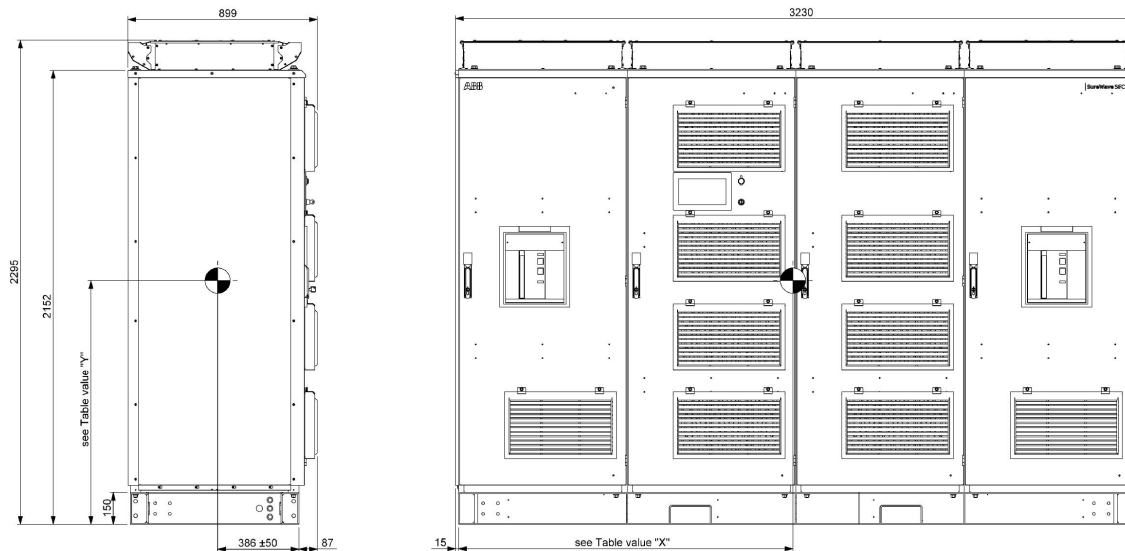 899
3230
ABB
SureWave SFC
2295
2152
see Table value "Y"
150
386 ±50
87
15
see Table value "X"